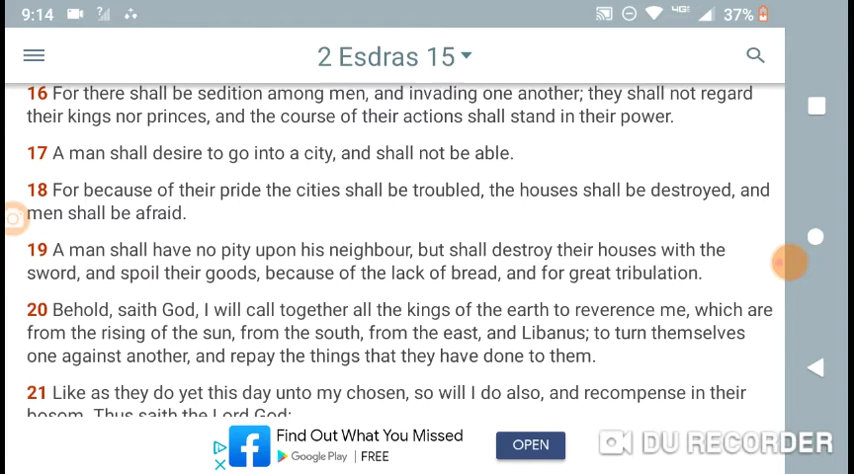 9:14 ? 4G 37%
2 Esdras 15
16 For there shall be sedition among men, and invading one another; they shall not regard
their kings nor princes, and the course of their actions shall stand in their power.
17 A man shall desire to go into a city, and shall not be able.
18 For because of their pride the cities shall be troubled, the houses shall be destroyed, and
men shall be afraid.
19 A man shall have no pity upon his neighbour, but shall destroy their houses with the
sword, and spoil their goods, because of the lack of bread, and for great tribulation.
20 Behold, saith God, I will call together all the kings of the earth to reverence me, which are
from the rising of the sun, from the south, from the east, and Libanus; to turn themselves
one against another, and repay the things that they have done to them.
21 Like as they do yet this day unto my chosen, so will I do also, and recompense in their
bosom. Thus saith the Lord God;
Find Out What You Missed
Google Play | FREE
OPEN
DU RECORDER